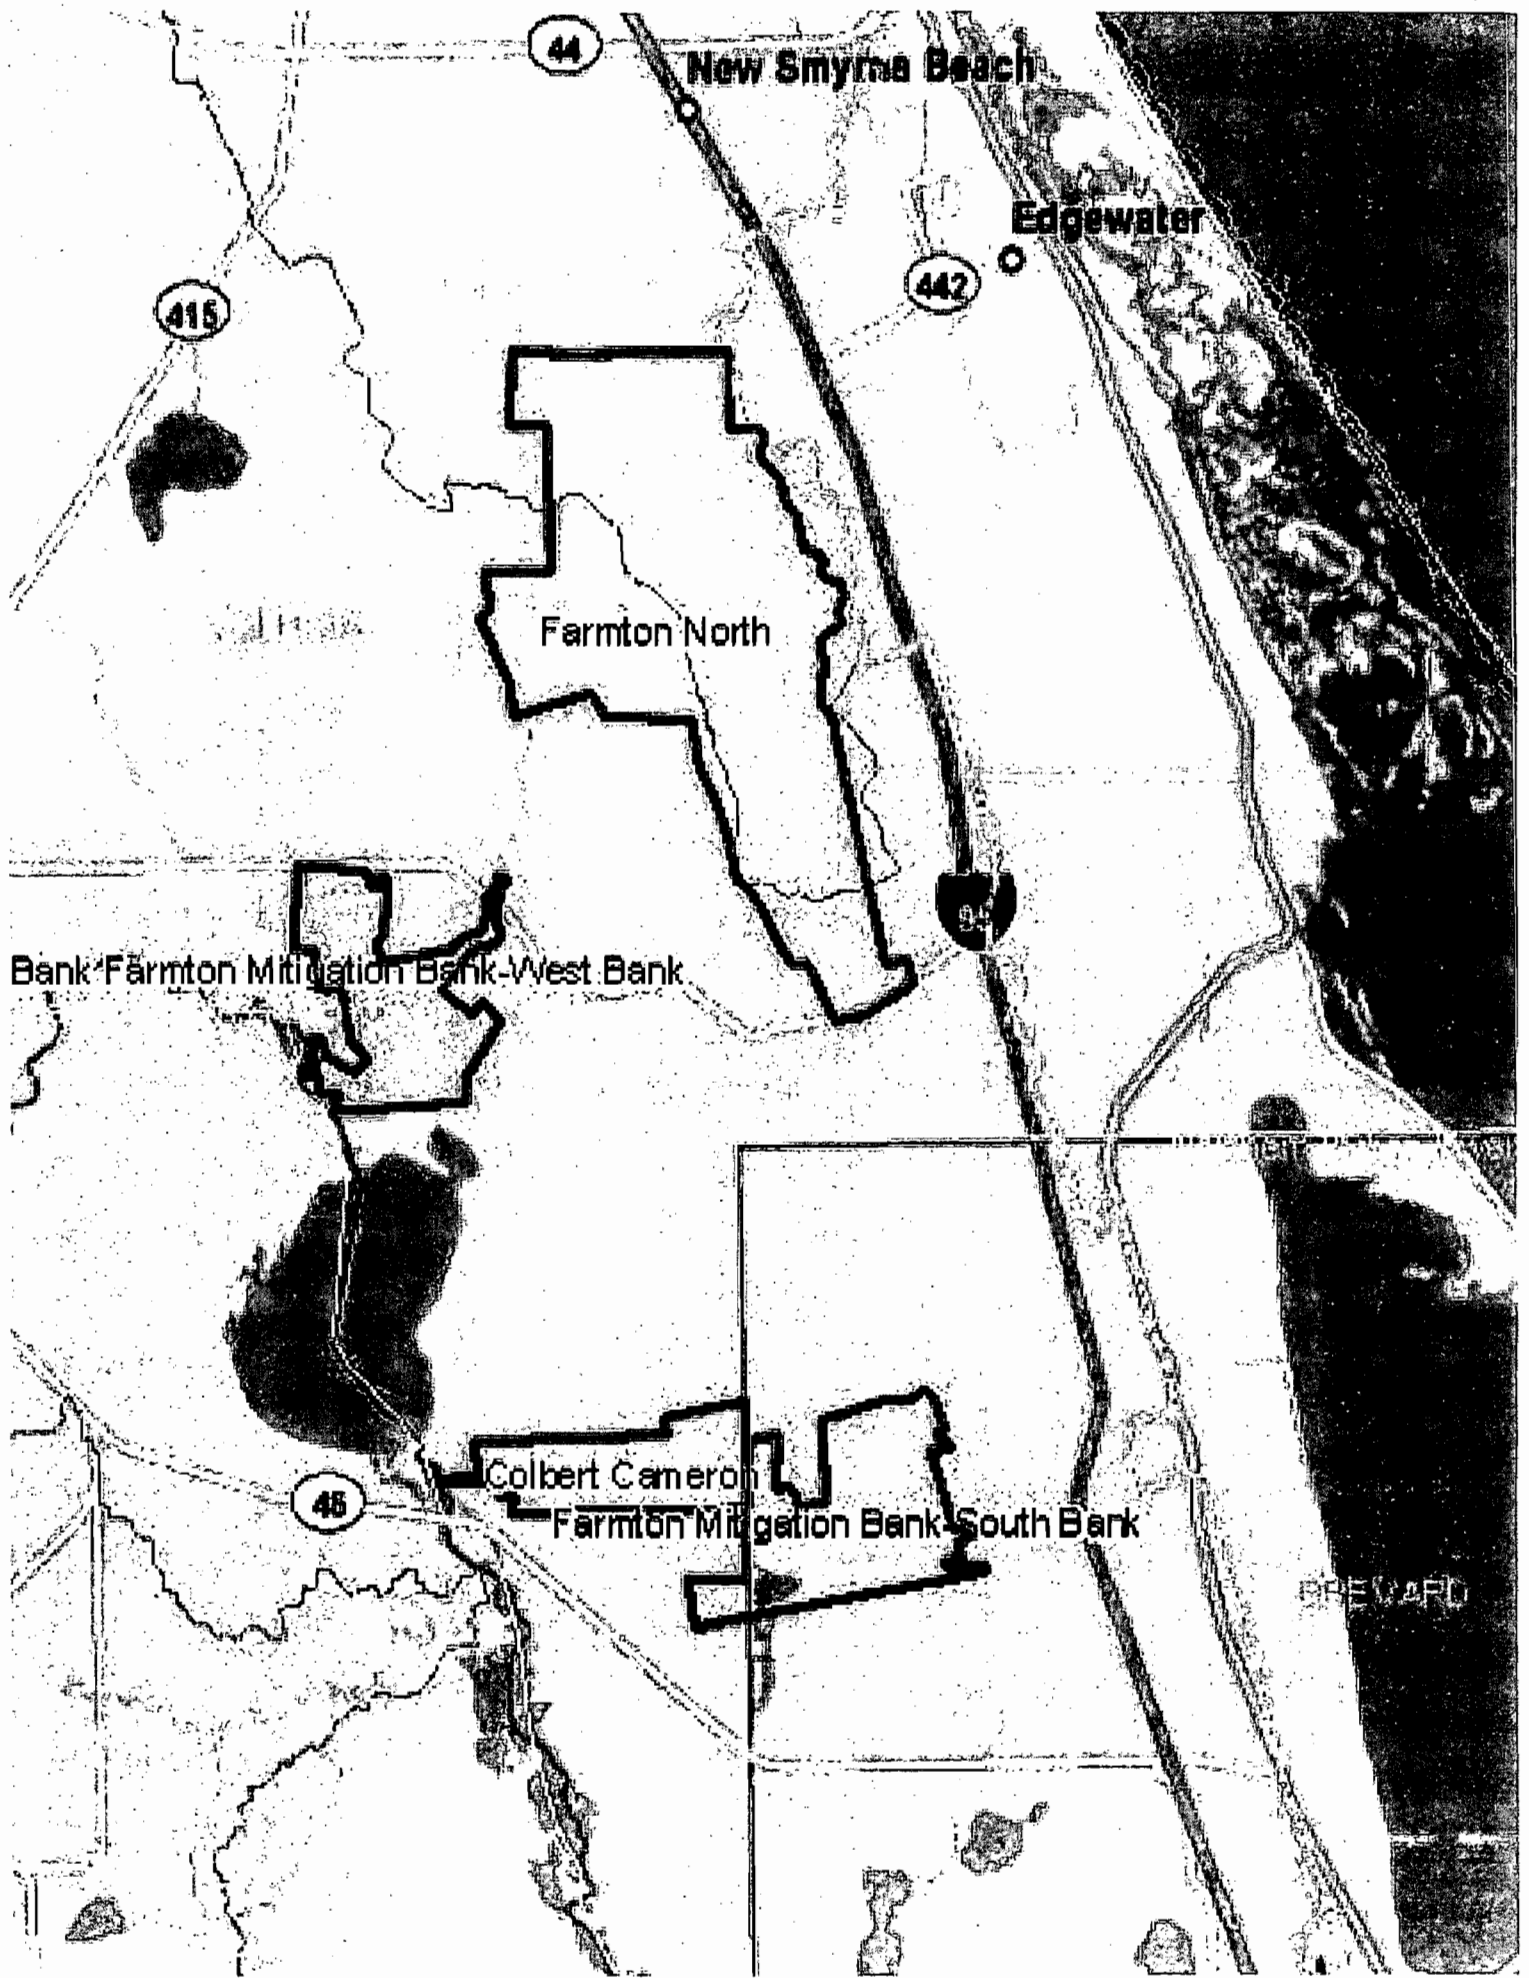 44
New Smyrna Beach
Edgewater
442
415
Farmton North
95
Bank Farmton Mitigation Bank-West Bank
Colbert Cameron
46
Farmton Mitigation Bank-South Bank
BREVARD